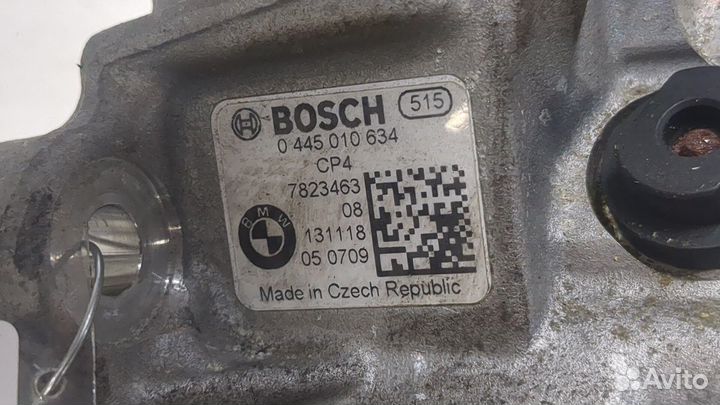 BOSCH 515
0 445 010 634
CP4
7823463
08
BMW
131118
05 0709
Made in Czech Republic
Avito